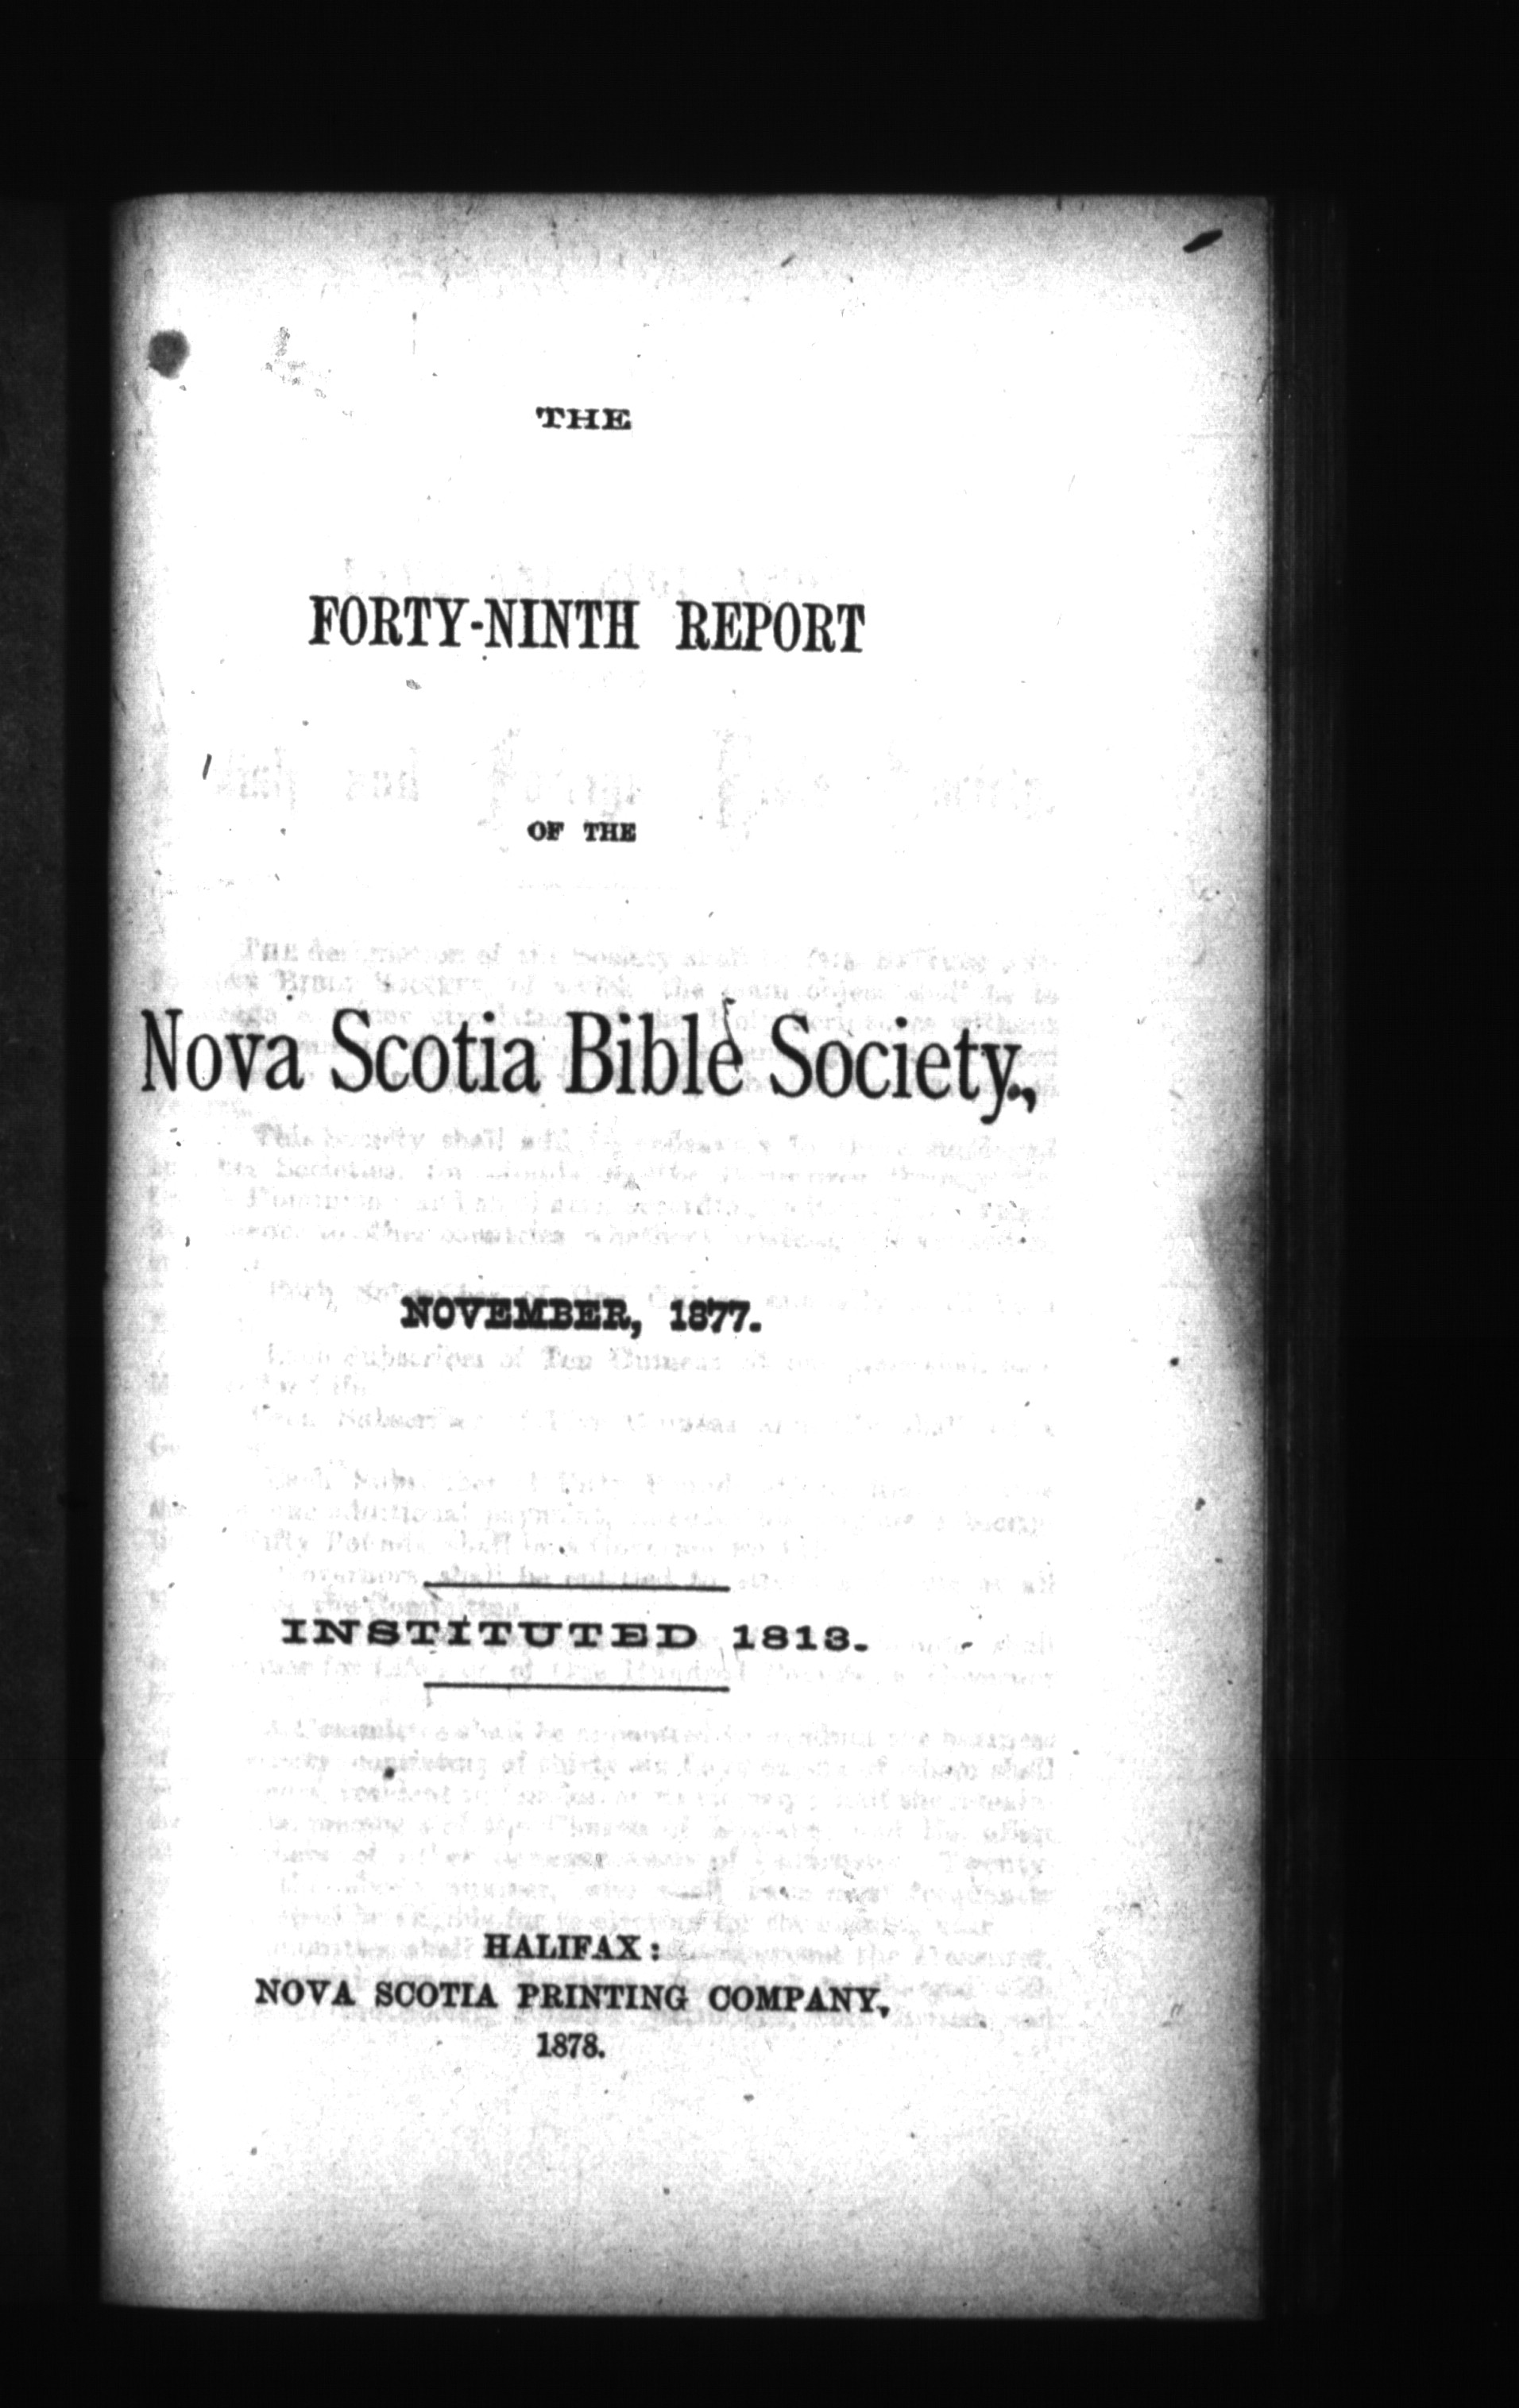 THE
FORTY-NINTH REPORT
OF THE
Nova Scotia Bible Society.,
NOVEMBER, 1877.
INSTITUTED 1813.
HALIFAX:
NOVA SCOTIA PRINTING COMPANY,
1878.